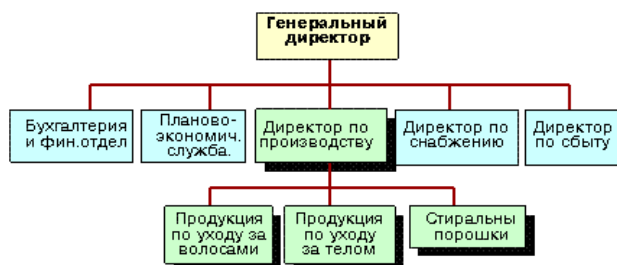 Генеральный
директор
Бухгалтерия
и фин.отдел
Планово-
экономич.
служба.
Директор по
производству
Директор по
снабжению
Директор
по сбыту
Продукция
по уходу за
волосами
Продукция
по уходу
за телом
Стиральны
порошки